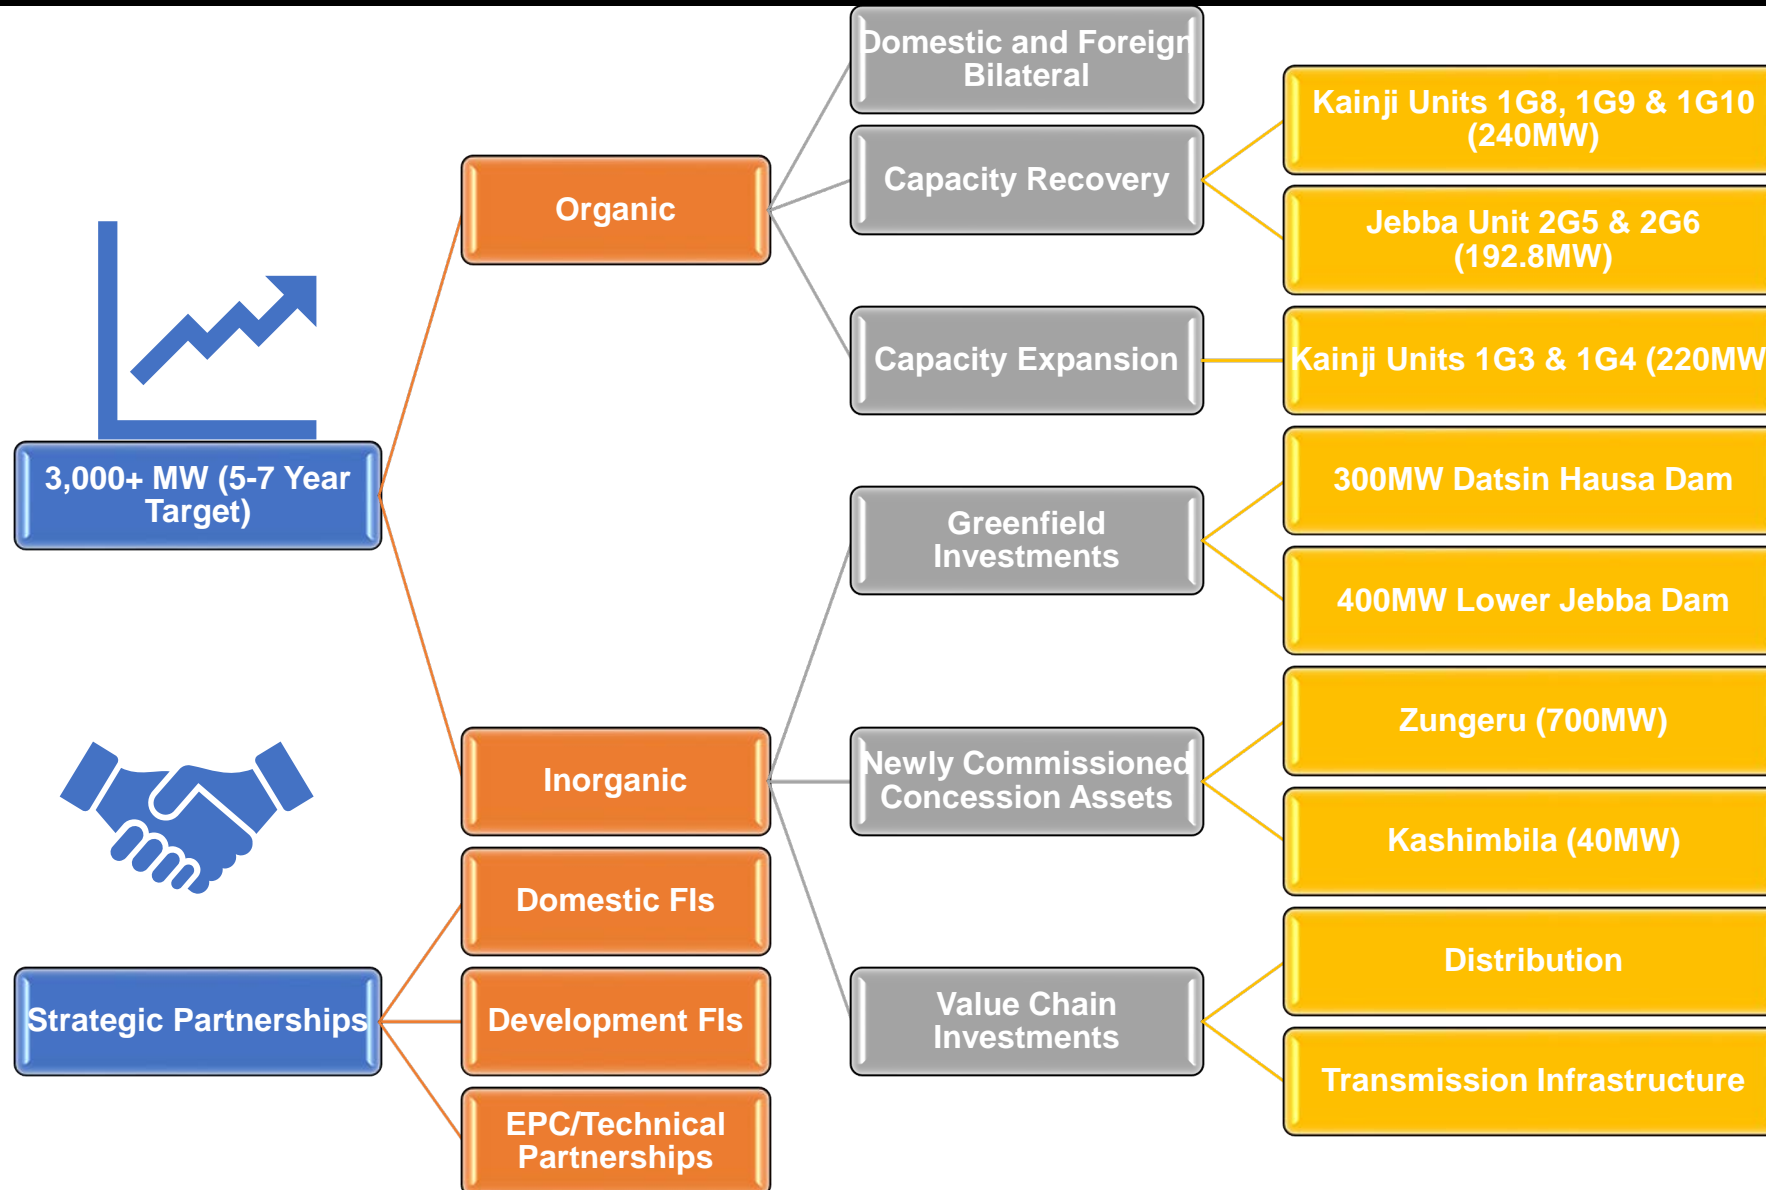 3,000+ MW (5-7 Year
Target)
Organic
Domestic and Foreign
Bilateral
Capacity Recovery
Kainji Units 1G8, 1G9 & 1G10
(240MW)
Jebba Unit 2G5 & 2G6
(192.8MW)
Capacity Expansion
Kainji Units 1G3 & 1G4 (220MW
Inorganic
Greenfield
Investments
300MW Datsin Hausa Dam
400MW Lower Jebba Dam
Newly Commissioned
Concession Assets
Zungeru (700MW)
Kashimbila (40MW)
Value Chain
Investments
Distribution
Transmission Infrastructure
Strategic Partnerships
Domestic FIs
Development FIs
EPC/Technical
Partnerships